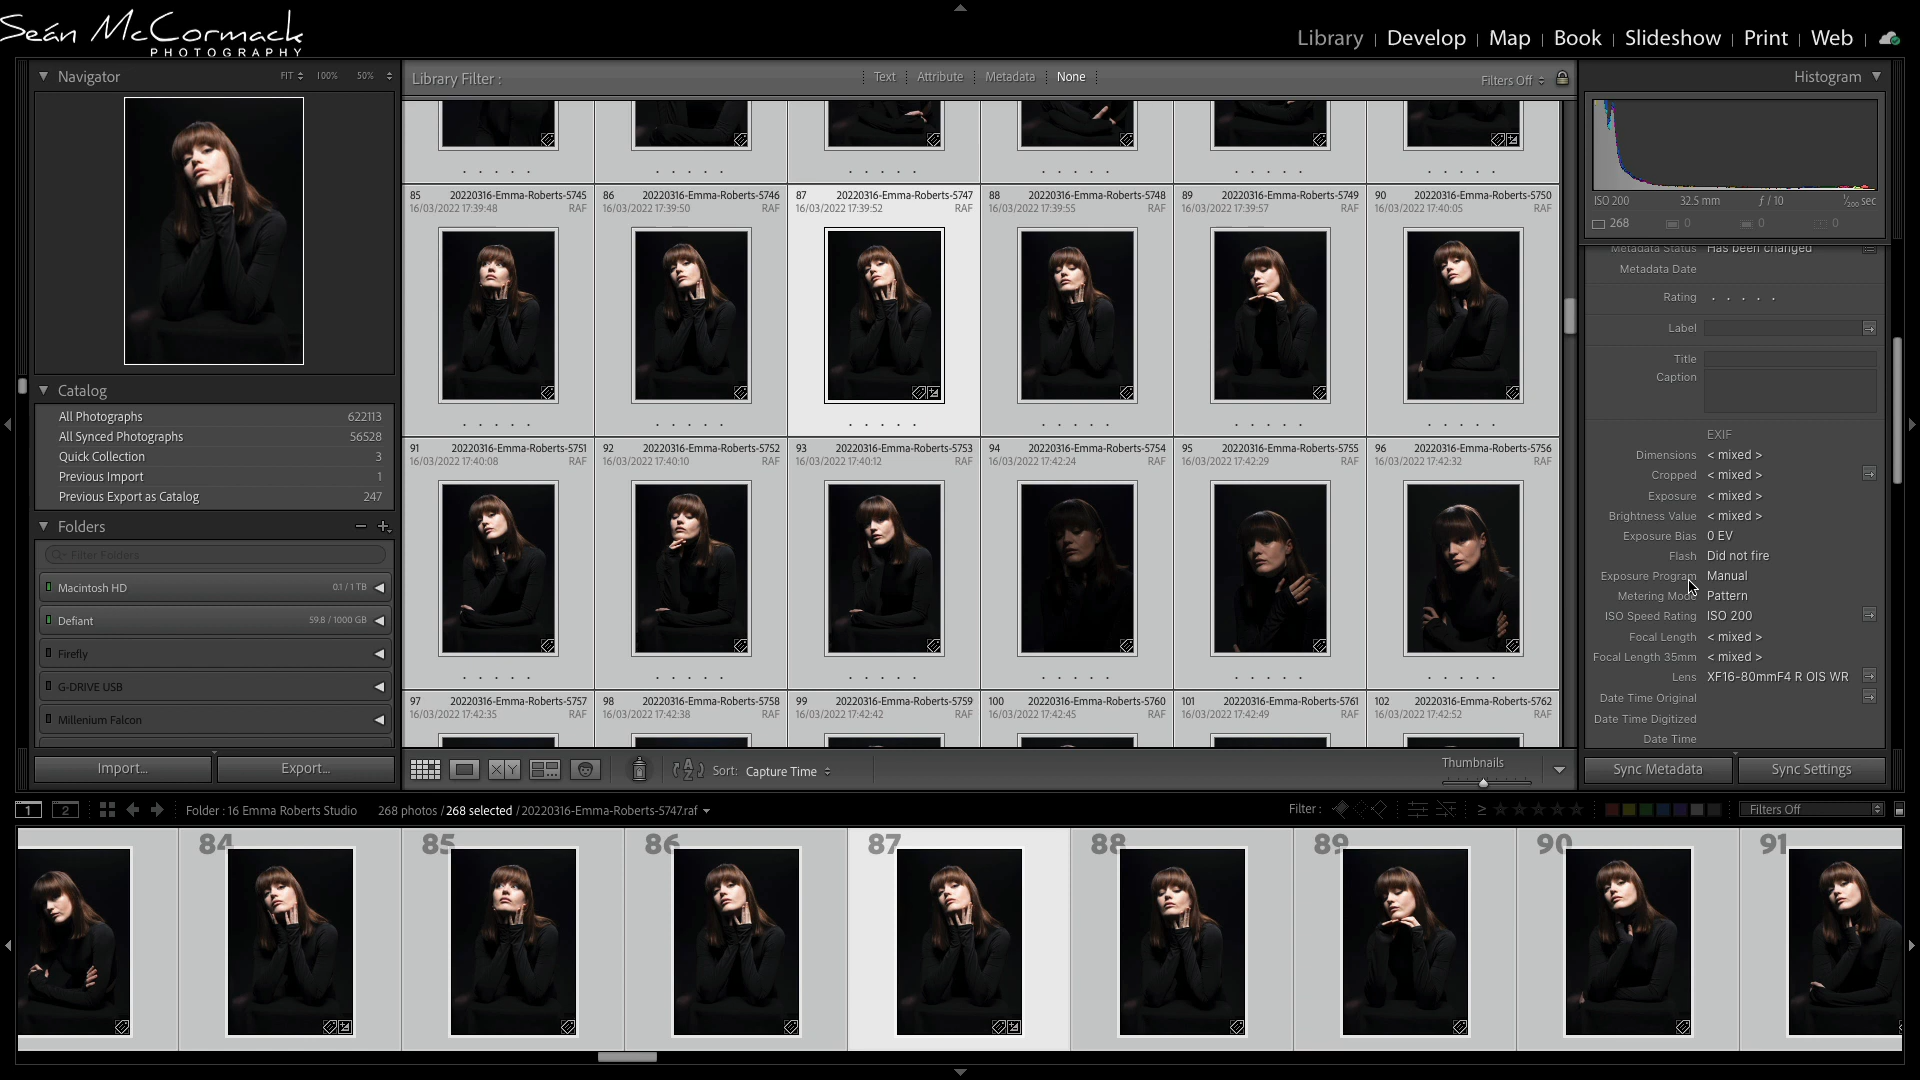 Seán McCormack
PHOTOGRAPHY
Library | Develop | Map | Book | Slideshow | Print | Web
Navigator
FIT 100% 50%
Catalog
All Photographs 622113
All Synced Photographs 56528
Quick Collection 3
Previous Import 1
Previous Export as Catalog 247
Folders
Filter Folders
Macintosh HD 0.1 / 1 TB
Defiant 59.8 / 1000 GB
Firefly
G-DRIVE USB
Millenium Falcon
Import...
Export...
Library Filter :
Text Attribute Metadata None
Filters Off
85 20220316-Emma-Roberts-5745
16/03/2022 17:39:48 RAF
86 20220316-Emma-Roberts-5746
16/03/2022 17:39:50 RAF
87 20220316-Emma-Roberts-5747
16/03/2022 17:39:52 RAF
88 20220316-Emma-Roberts-5748
16/03/2022 17:39:55 RAF
89 20220316-Emma-Roberts-5749
16/03/2022 17:39:57 RAF
90 20220316-Emma-Roberts-5750
16/03/2022 17:40:05 RAF
91 20220316-Emma-Roberts-5751
16/03/2022 17:40:08 RAF
92 20220316-Emma-Roberts-5752
16/03/2022 17:40:10 RAF
93 20220316-Emma-Roberts-5753
16/03/2022 17:40:12 RAF
94 20220316-Emma-Roberts-5754
16/03/2022 17:42:24 RAF
95 20220316-Emma-Roberts-5755
16/03/2022 17:42:29 RAF
96 20220316-Emma-Roberts-5756
16/03/2022 17:42:32 RAF
97 20220316-Emma-Roberts-5757
16/03/2022 17:42:35 RAF
98 20220316-Emma-Roberts-5758
16/03/2022 17:42:38 RAF
99 20220316-Emma-Roberts-5759
16/03/2022 17:42:42 RAF
100 20220316-Emma-Roberts-5760
16/03/2022 17:42:45 RAF
101 20220316-Emma-Roberts-5761
16/03/2022 17:42:49 RAF
102 20220316-Emma-Roberts-5762
16/03/2022 17:42:52 RAF
X Y
Sort: Capture Time
Thumbnails
Histogram
ISO 200 32.5 mm ƒ / 10 1/200 sec
268 0 0 0
Metadata Status Has been changed
Metadata Date
Rating
Label
Title
Caption
EXIF
Dimensions < mixed >
Cropped < mixed >
Exposure < mixed >
Brightness Value < mixed >
Exposure Bias 0 EV
Flash Did not fire
Exposure Program Manual
Metering Mode Pattern
ISO Speed Rating ISO 200
Focal Length < mixed >
Focal Length 35mm < mixed >
Lens XF16-80mmF4 R OIS WR
Date Time Original
Date Time Digitized
Date Time
Sync Metadata
Sync Settings
1 2
Folder : 16 Emma Roberts Studio
268 photos / 268 selected / 20220316-Emma-Roberts-5747.raf
Filter :
≥
Filters Off
84 85 86 87 88 89 90 91